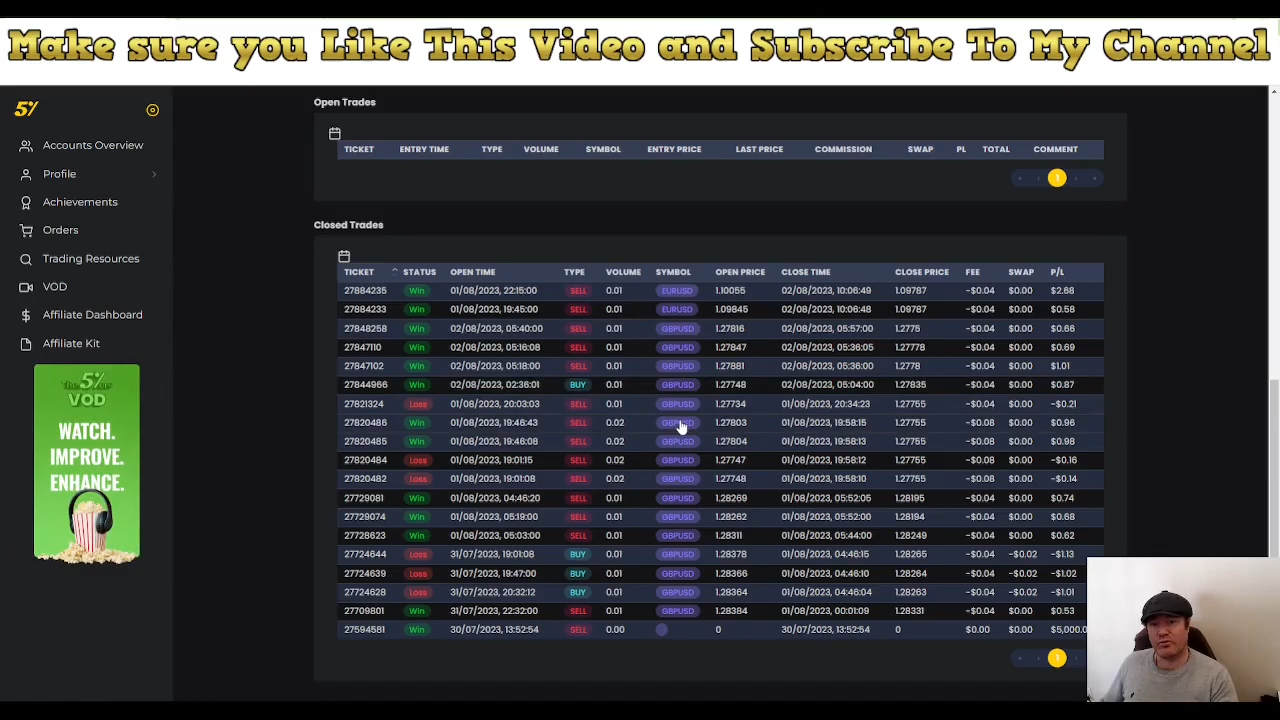 Make sure you Like This Video and Subscribe To My Channel
5%
Accounts Overview
Profile
Achievements
Orders
Trading Resources
VOD
Affiliate Dashboard
Affiliate Kit
The 5%ers
VOD
WATCH.
IMPROVE.
ENHANCE.
Open Trades
TICKET ENTRY TIME TYPE VOLUME SYMBOL ENTRY PRICE LAST PRICE COMMISSION SWAP PL TOTAL COMMENT
« ‹ 1 › »
Closed Trades
TICKET STATUS OPEN TIME TYPE VOLUME SYMBOL OPEN PRICE CLOSE TIME CLOSE PRICE FEE SWAP P/L
27884235 Win 01/08/2023, 22:15:00 SELL 0.01 EURUSD 1.10055 02/08/2023, 10:06:49 1.09787 -$0.04 $0.00 $2.68
27884233 Win 01/08/2023, 19:45:00 SELL 0.01 EURUSD 1.09845 02/08/2023, 10:06:48 1.09787 -$0.04 $0.00 $0.58
27848258 Win 02/08/2023, 05:40:00 SELL 0.01 GBPUSD 1.27816 02/08/2023, 05:57:00 1.2775 -$0.04 $0.00 $0.66
27847110 Win 02/08/2023, 05:16:08 SELL 0.01 GBPUSD 1.27847 02/08/2023, 05:36:05 1.27778 -$0.04 $0.00 $0.69
27847102 Win 02/08/2023, 05:18:00 SELL 0.01 GBPUSD 1.27881 02/08/2023, 05:36:00 1.2778 -$0.04 $0.00 $1.01
27844966 Win 02/08/2023, 02:36:01 BUY 0.01 GBPUSD 1.27748 02/08/2023, 05:04:00 1.27835 -$0.04 $0.00 $0.87
27821324 Loss 01/08/2023, 20:03:03 SELL 0.01 GBPUSD 1.27734 01/08/2023, 20:34:23 1.27755 -$0.04 $0.00 -$0.21
27820486 Win 01/08/2023, 19:46:43 SELL 0.02 GBPUSD 1.27803 01/08/2023, 19:58:15 1.27755 -$0.08 $0.00 $0.96
27820485 Win 01/08/2023, 19:46:08 SELL 0.02 GBPUSD 1.27804 01/08/2023, 19:58:13 1.27755 -$0.08 $0.00 $0.98
27820484 Loss 01/08/2023, 19:01:15 SELL 0.02 GBPUSD 1.27747 01/08/2023, 19:58:12 1.27755 -$0.08 $0.00 -$0.16
27820482 Loss 01/08/2023, 19:01:08 SELL 0.02 GBPUSD 1.27748 01/08/2023, 19:58:10 1.27755 -$0.08 $0.00 -$0.14
27729081 Win 01/08/2023, 04:46:20 SELL 0.01 GBPUSD 1.28269 01/08/2023, 05:52:05 1.28195 -$0.04 $0.00 $0.74
27729074 Win 01/08/2023, 05:19:00 SELL 0.01 GBPUSD 1.28262 01/08/2023, 05:52:00 1.28194 -$0.04 $0.00 $0.68
27728623 Win 01/08/2023, 05:03:00 SELL 0.01 GBPUSD 1.28311 01/08/2023, 05:44:00 1.28249 -$0.04 $0.00 $0.62
27724644 Loss 31/07/2023, 19:01:08 BUY 0.01 GBPUSD 1.28378 01/08/2023, 04:46:15 1.28265 -$0.04 -$0.02 -$1.13
27724639 Loss 31/07/2023, 19:47:00 BUY 0.01 GBPUSD 1.28366 01/08/2023, 04:46:10 1.28264 -$0.04 -$0.02 -$1.02
27724628 Loss 31/07/2023, 20:32:12 BUY 0.01 GBPUSD 1.28364 01/08/2023, 04:46:04 1.28263 -$0.04 -$0.02 -$1.01
27709801 Win 31/07/2023, 22:32:00 SELL 0.01 GBPUSD 1.28384 01/08/2023, 00:01:09 1.28331 -$0.04 $0.00 $0.53
27594581 Win 30/07/2023, 13:52:54 SELL 0.00 0 30/07/2023, 13:52:54 0 $0.00 $0.00 $5,000.0
« ‹ 1